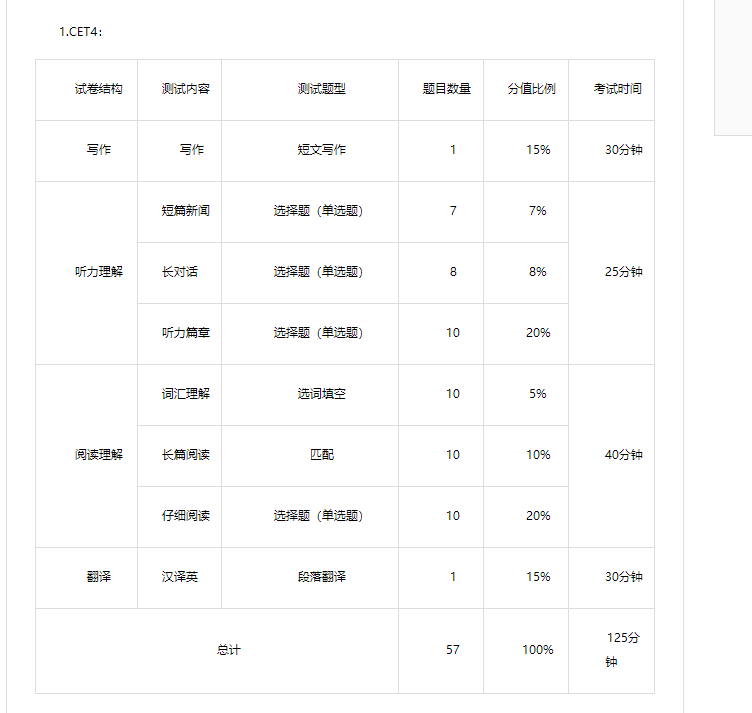 1.CET4：
试卷结构 测试内容 测试题型 题目数量 分值比例 考试时间
写作 写作 短文写作 1 15% 30分钟
短篇新闻 选择题（单选题） 7 7%
听力理解 长对话 选择题（单选题） 8 8% 25分钟
听力篇章 选择题（单选题） 10 20%
词汇理解 选词填空 10 5%
阅读理解 长篇阅读 匹配 10 10% 40分钟
仔细阅读 选择题（单选题） 10 20%
翻译 汉译英 段落翻译 1 15% 30分钟
总计 57 100% 125分
钟